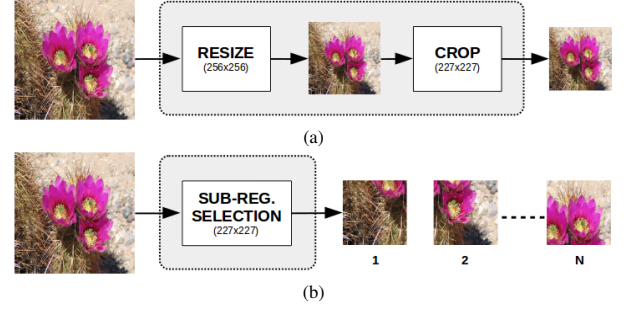 RESIZE
(256x256)
CROP
(227x227)
(a)
SUB-REG.
SELECTION
(227x227)
1 2 N
(b)